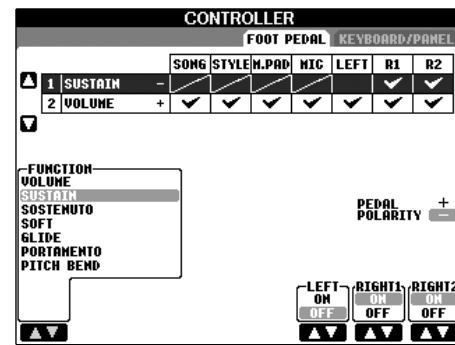 CONTROLLER
FOOT PEDAL KEYBOARD/PANEL
SONG STYLE M.PAD MIC LEFT R1 R2
1 SUSTAIN -
2 VOLUME +
FUNCTION
VOLUME
SUSTAIN
SOSTENUTO
SOFT
GLIDE
PORTAMENTO
PITCH BEND
PEDAL POLARITY + -
LEFT RIGHT1 RIGHT2
ON ON ON
OFF OFF OFF